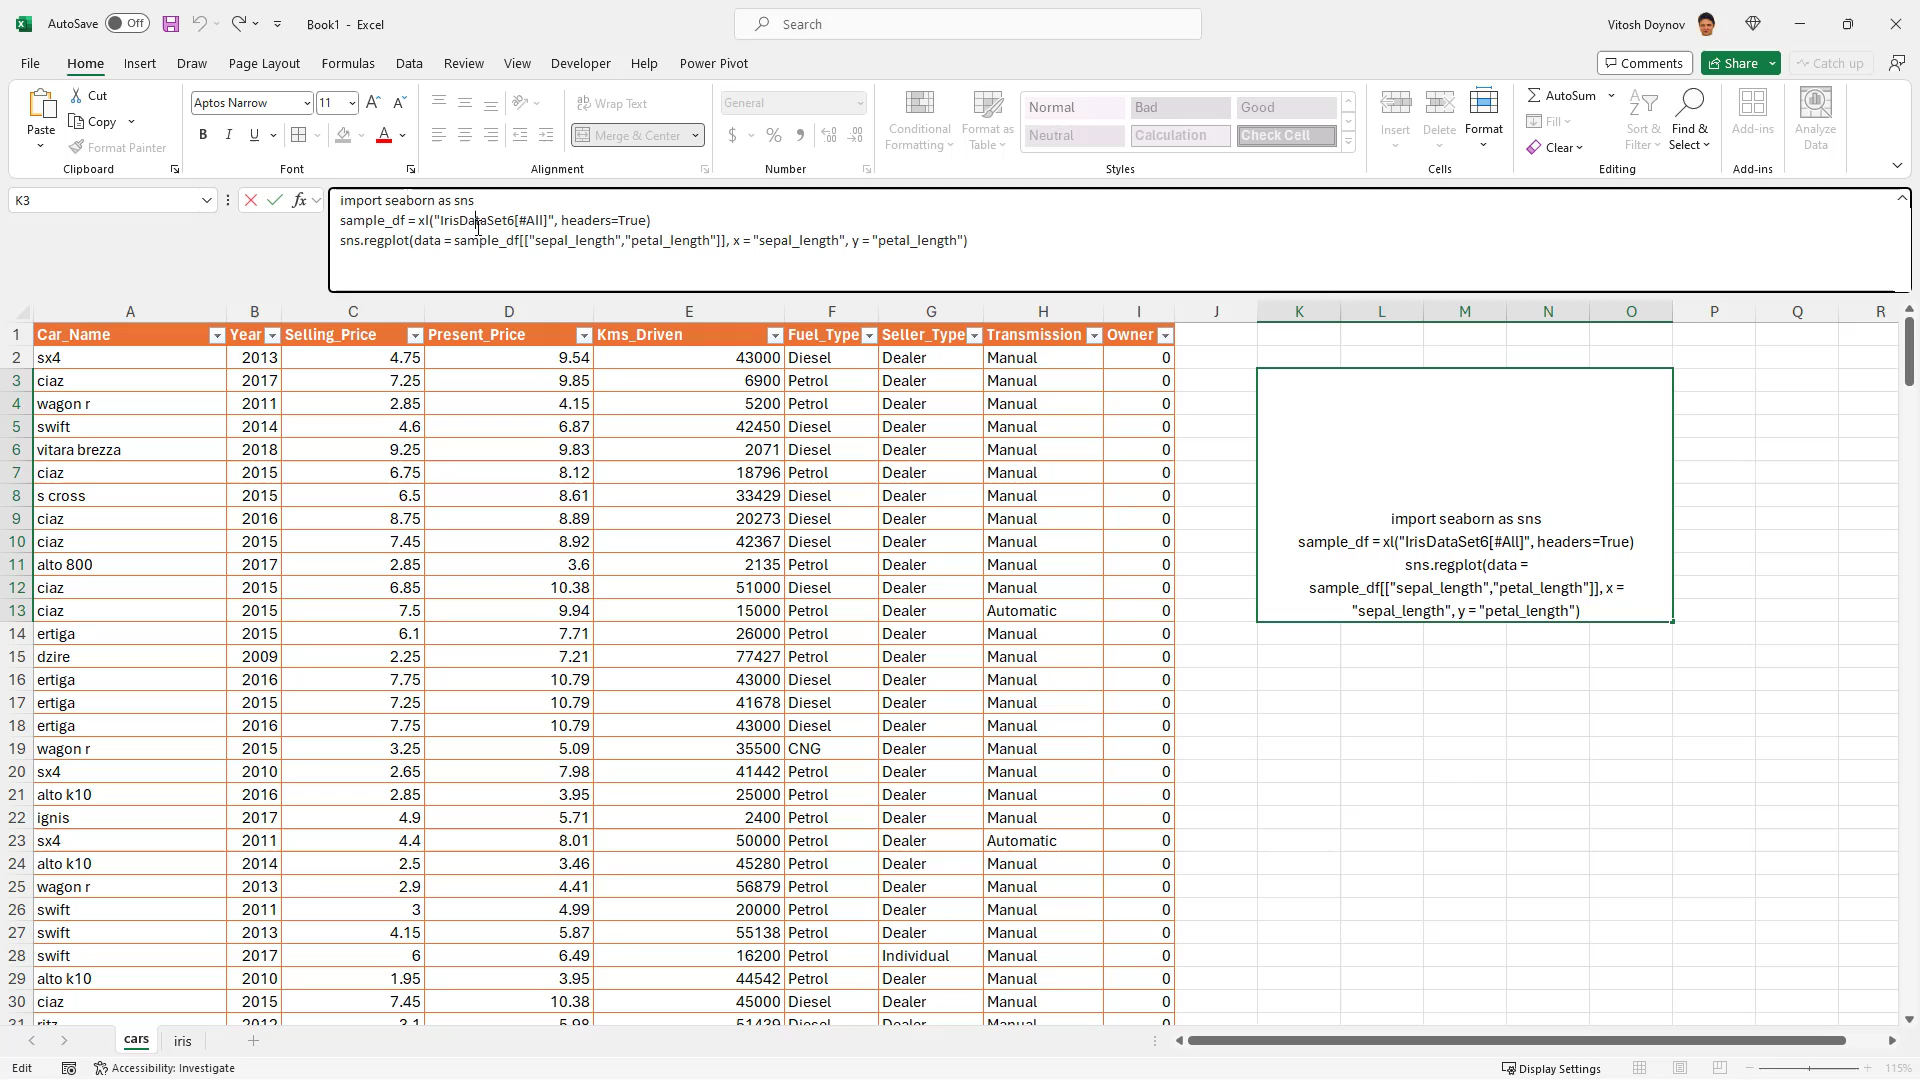 AutoSave Off Book1 - Excel Search Vitosh Doynov
File Home Insert Draw Page Layout Formulas Data Review View Developer Help Power Pivot Comments Share Catch up
Paste Cut Copy Format Painter Clipboard
Aptos Narrow 11 A A B I U A Font
ab Wrap Text Merge & Center Alignment
General $ % Number
Conditional Formatting Format as Table Normal Bad Good Neutral Calculation Check Cell Styles
Insert Delete Format Cells
AutoSum Fill Clear Sort & Filter Find & Select Editing
Add-ins Add-ins Analyze Data
K3 fx
import seaborn as sns
sample_df = xl("IrisDataSet6[#All]", headers=True)
sns.regplot(data = sample_df[["sepal_length","petal_length"]], x = "sepal_length", y = "petal_length")
A B C D E F G H I J K L M N O P Q R
1 Car_Name Year Selling_Price Present_Price Kms_Driven Fuel_Type Seller_Type Transmission Owner
2 sx4 2013 4.75 9.54 43000 Diesel Dealer Manual 0
3 ciaz 2017 7.25 9.85 6900 Petrol Dealer Manual 0
4 wagon r 2011 2.85 4.15 5200 Petrol Dealer Manual 0
5 swift 2014 4.6 6.87 42450 Diesel Dealer Manual 0
6 vitara brezza 2018 9.25 9.83 2071 Diesel Dealer Manual 0
7 ciaz 2015 6.75 8.12 18796 Petrol Dealer Manual 0
8 s cross 2015 6.5 8.61 33429 Diesel Dealer Manual 0
9 ciaz 2016 8.75 8.89 20273 Diesel Dealer Manual 0
10 ciaz 2015 7.45 8.92 42367 Diesel Dealer Manual 0
11 alto 800 2017 2.85 3.6 2135 Petrol Dealer Manual 0
12 ciaz 2015 6.85 10.38 51000 Diesel Dealer Manual 0
13 ciaz 2015 7.5 9.94 15000 Petrol Dealer Automatic 0
14 ertiga 2015 6.1 7.71 26000 Petrol Dealer Manual 0
15 dzire 2009 2.25 7.21 77427 Petrol Dealer Manual 0
16 ertiga 2016 7.75 10.79 43000 Diesel Dealer Manual 0
17 ertiga 2015 7.25 10.79 41678 Diesel Dealer Manual 0
18 ertiga 2016 7.75 10.79 43000 Diesel Dealer Manual 0
19 wagon r 2015 3.25 5.09 35500 CNG Dealer Manual 0
20 sx4 2010 2.65 7.98 41442 Petrol Dealer Manual 0
21 alto k10 2016 2.85 3.95 25000 Petrol Dealer Manual 0
22 ignis 2017 4.9 5.71 2400 Petrol Dealer Manual 0
23 sx4 2011 4.4 8.01 50000 Petrol Dealer Automatic 0
24 alto k10 2014 2.5 3.46 45280 Petrol Dealer Manual 0
25 wagon r 2013 2.9 4.41 56879 Petrol Dealer Manual 0
26 swift 2011 3 4.99 20000 Petrol Dealer Manual 0
27 swift 2013 4.15 5.87 55138 Petrol Dealer Manual 0
28 swift 2017 6 6.49 16200 Petrol Individual Manual 0
29 alto k10 2010 1.95 3.95 44542 Petrol Dealer Manual 0
30 ciaz 2015 7.45 10.38 45000 Diesel Dealer Manual 0
31 ritz 2012 3.1 5.98 51439 Diesel Dealer Manual 0
import seaborn as sns
sample_df = xl("IrisDataSet6[#All]", headers=True)
sns.regplot(data =
sample_df[["sepal_length","petal_length"]], x =
"sepal_length", y = "petal_length")
cars iris
Edit Accessibility: Investigate Display Settings 115%